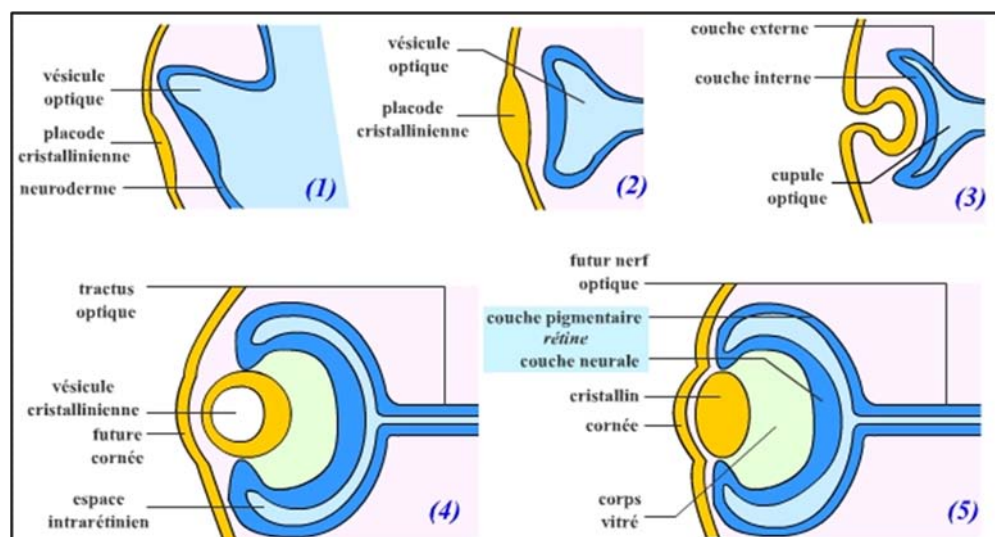 vésicule
optique
placode
cristallinienne
neuroderme
(1)
vésicule
optique
placode
cristallinienne
(2)
couche externe
couche interne
cupule
optique
(3)
tractus
optique
vésicule
cristallinienne
future
cornée
espace
intrarétinien
(4)
futur nerf
optique
couche pigmentaire
rétine
couche neurale
cristallin
cornée
corps
vitré
(5)